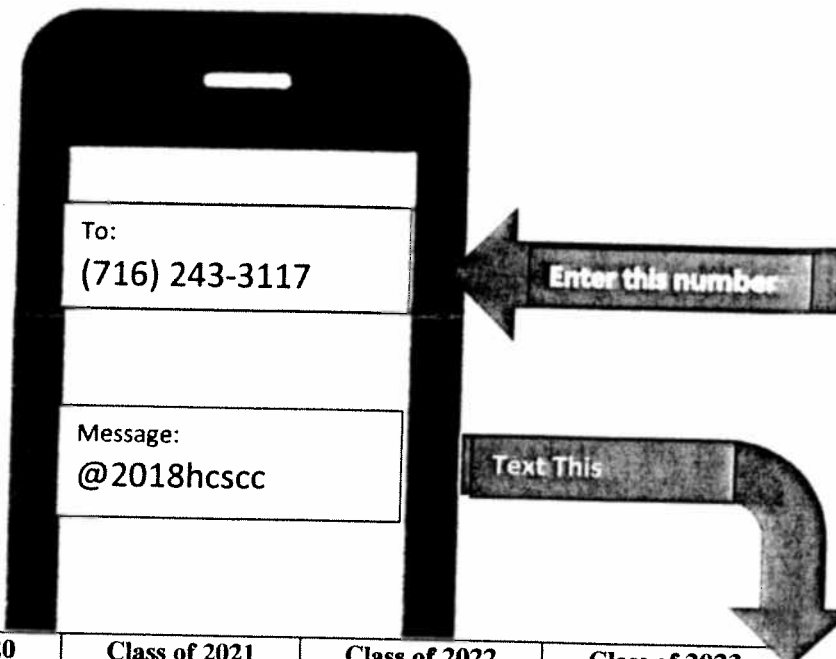 To:
(716) 243-3117
Enter this number
Message:
@2018hcscc
Text This
Class of 2021 Class of 2022